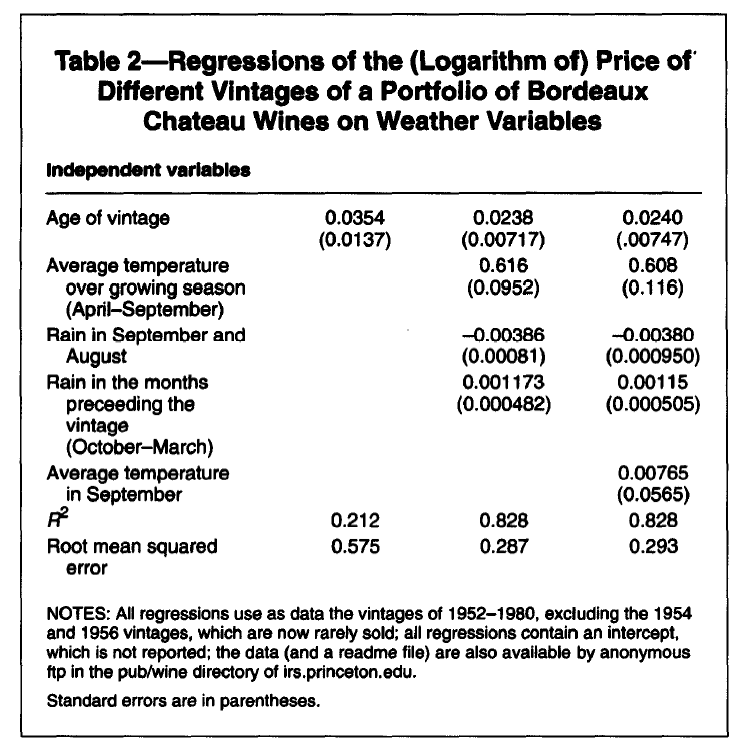 Table 2—Regressions of the (Logarithm of) Price of
Different Vintages of a Portfolio of Bordeaux
Chateau Wines on Weather Variables
Independent variables
Age of vintage 0.0354 0.0238 0.0240
(0.0137) (0.00717) (.00747)
Average temperature 0.616 0.608
over growing season (0.0952) (0.116)
(April–September)
Rain in September and –0.00386 –0.00380
August (0.00081) (0.000950)
Rain in the months 0.001173 0.00115
preceeding the (0.000482) (0.000505)
vintage
(October–March)
Average temperature 0.00765
in September (0.0565)
R² 0.212 0.828 0.828
Root mean squared 0.575 0.287 0.293
error
NOTES: All regressions use as data the vintages of 1952–1980, excluding the 1954
and 1956 vintages, which are now rarely sold; all regressions contain an intercept,
which is not reported; the data (and a readme file) are also available by anonymous
ftp in the pub/wine directory of irs.princeton.edu.
Standard errors are in parentheses.